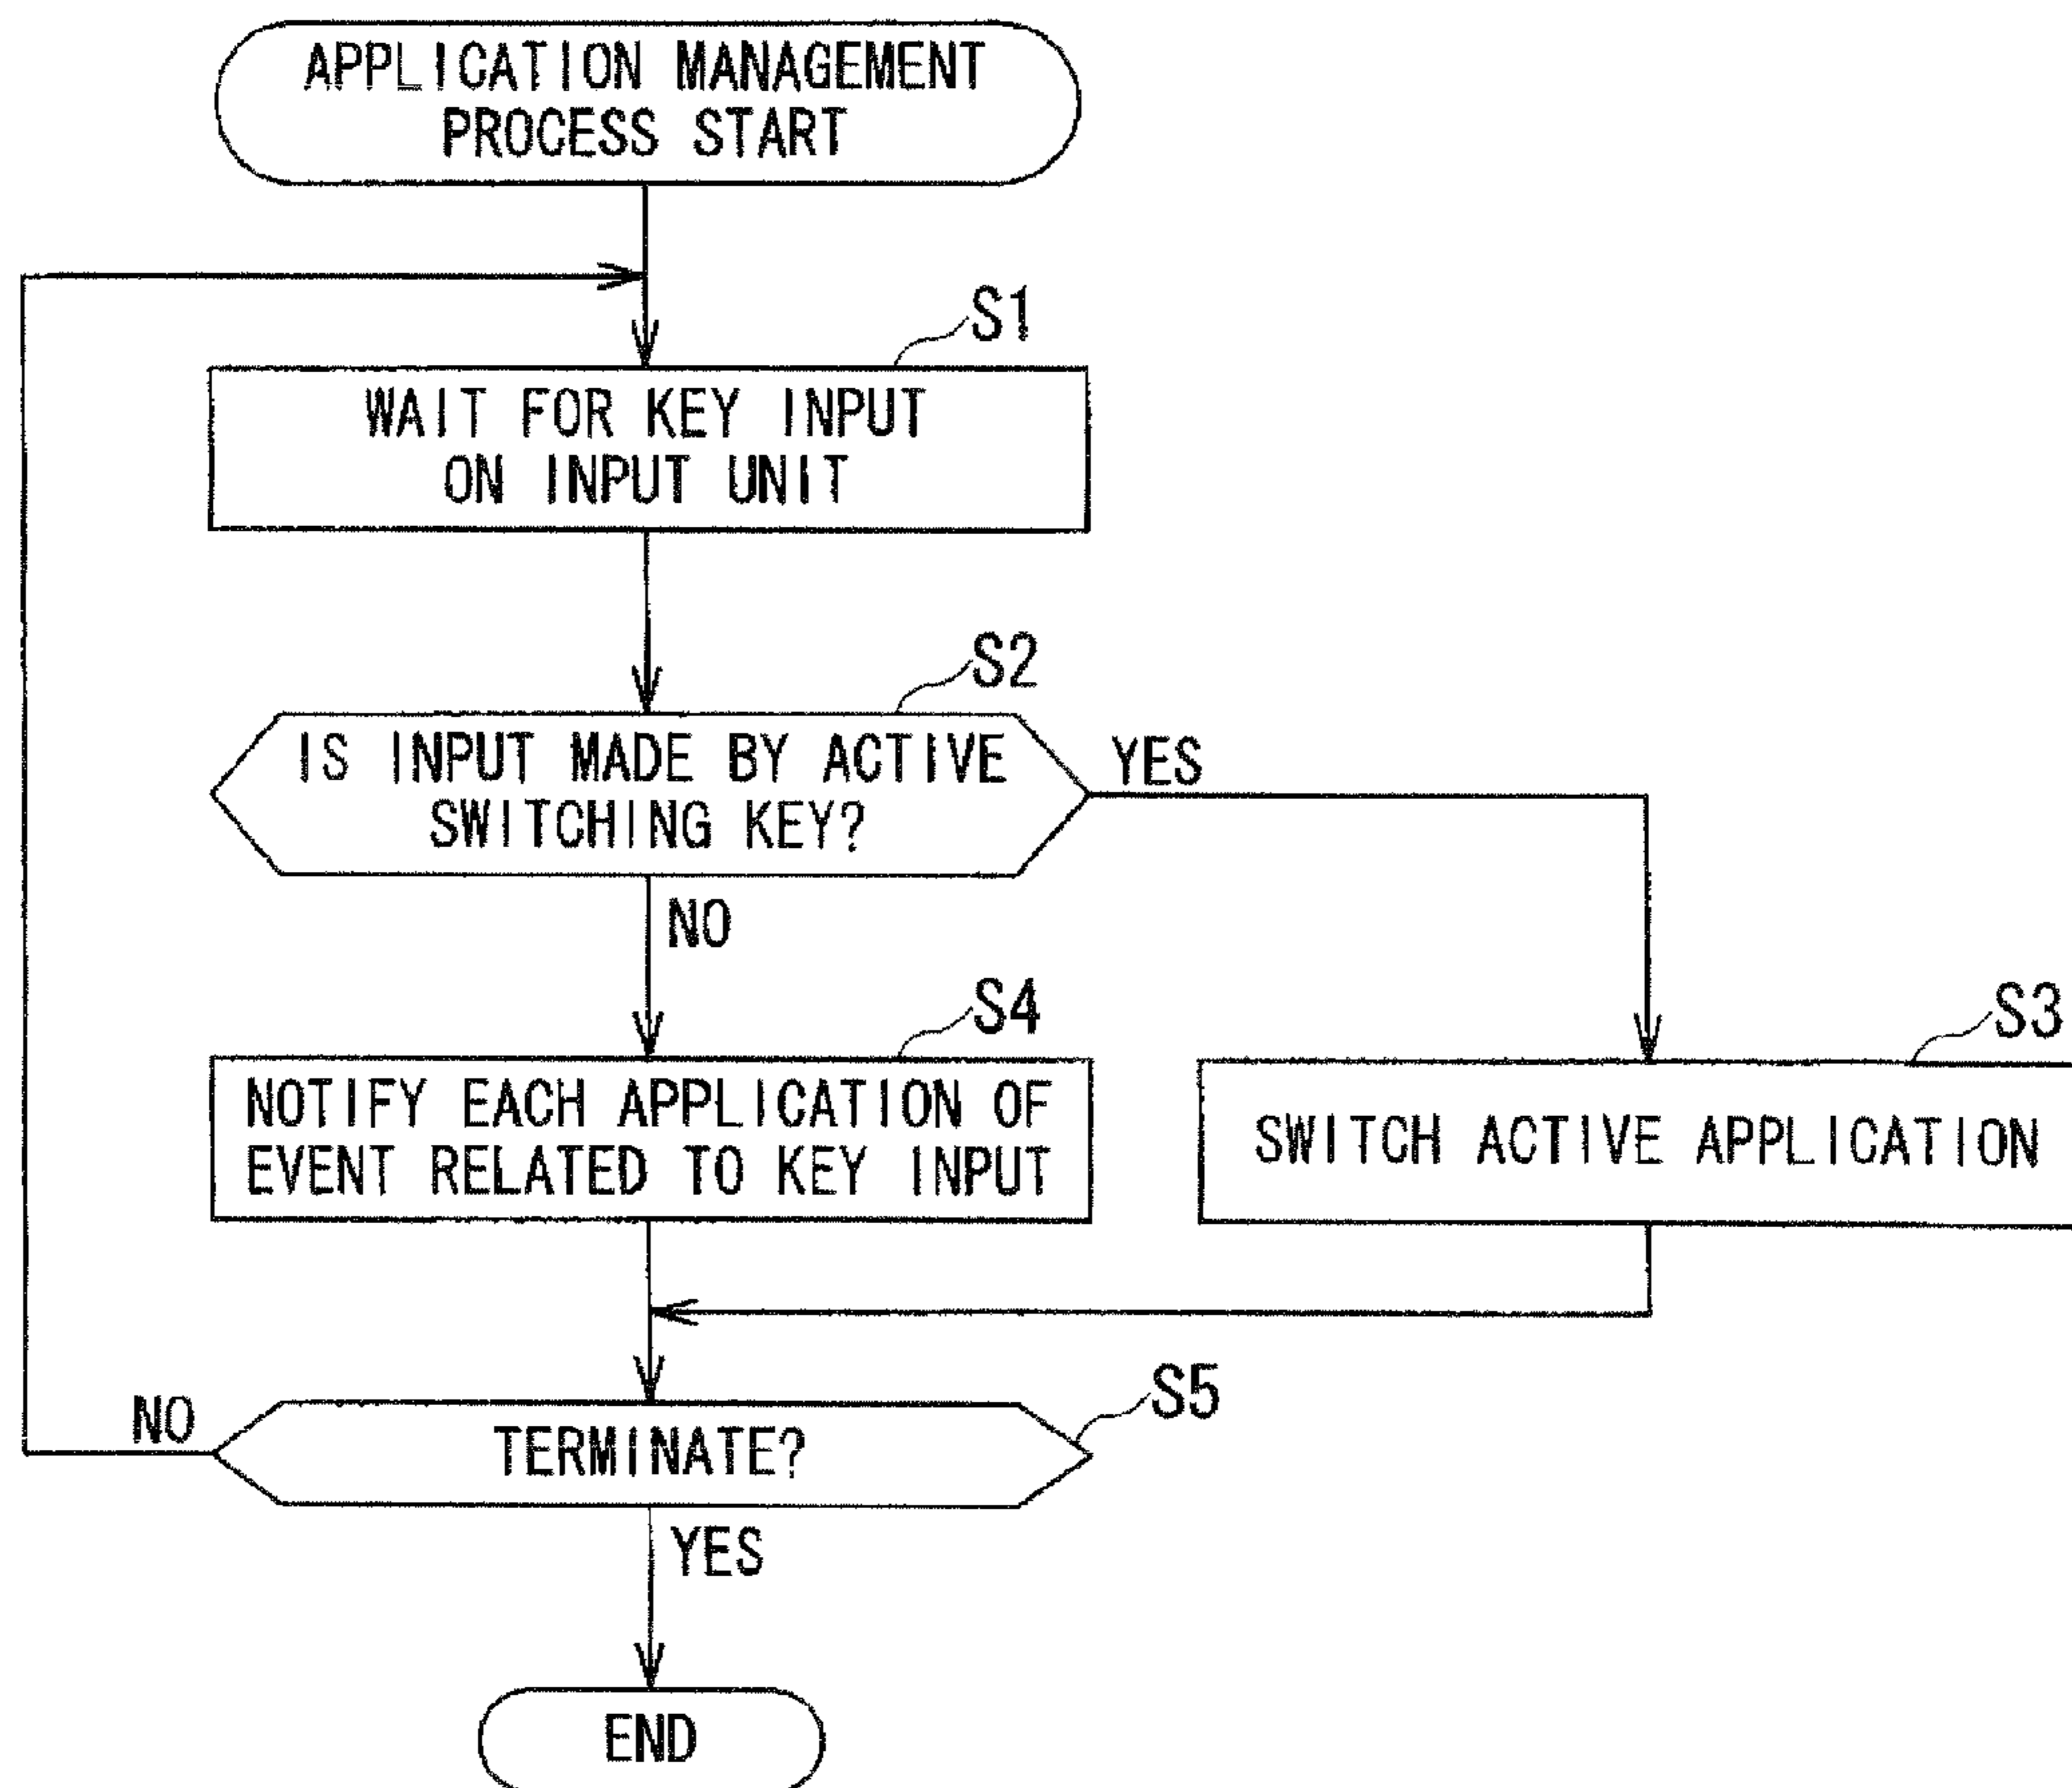 APPLICATION MANAGEMENT
PROCESS START
S1
WAIT FOR KEY INPUT
ON INPUT UNIT
S2
IS INPUT MADE BY ACTIVE
SWITCHING KEY?
YES
NO
S4
NOTIFY EACH APPLICATION OF
EVENT RELATED TO KEY INPUT
S3
SWITCH ACTIVE APPLICATION
S5
NO
TERMINATE?
YES
END